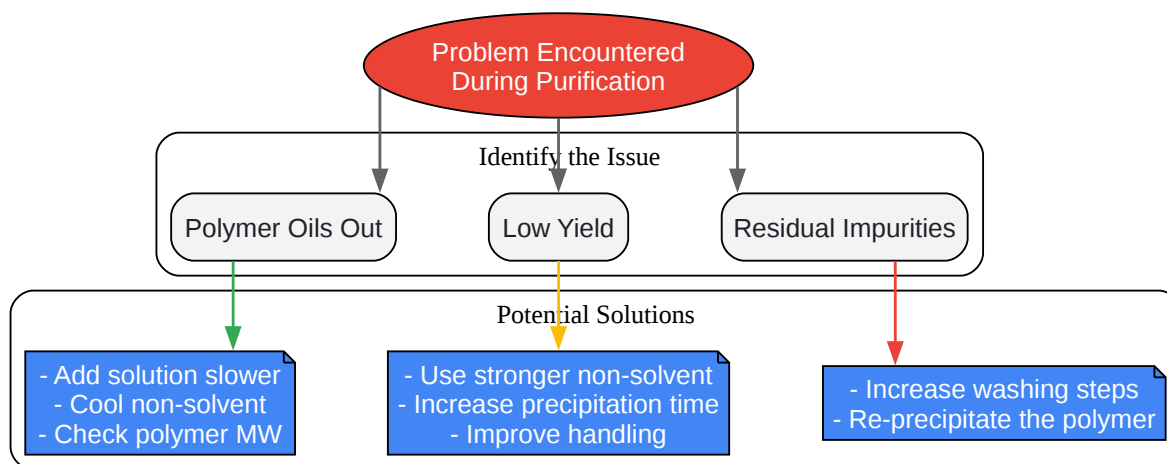 Problem Encountered
During Purification
Identify the Issue
Polymer Oils Out
Low Yield
Residual Impurities
Potential Solutions
- Add solution slower
- Cool non-solvent
- Check polymer MW
- Use stronger non-solvent
- Increase precipitation time
- Improve handling
- Increase washing steps
- Re-precipitate the polymer